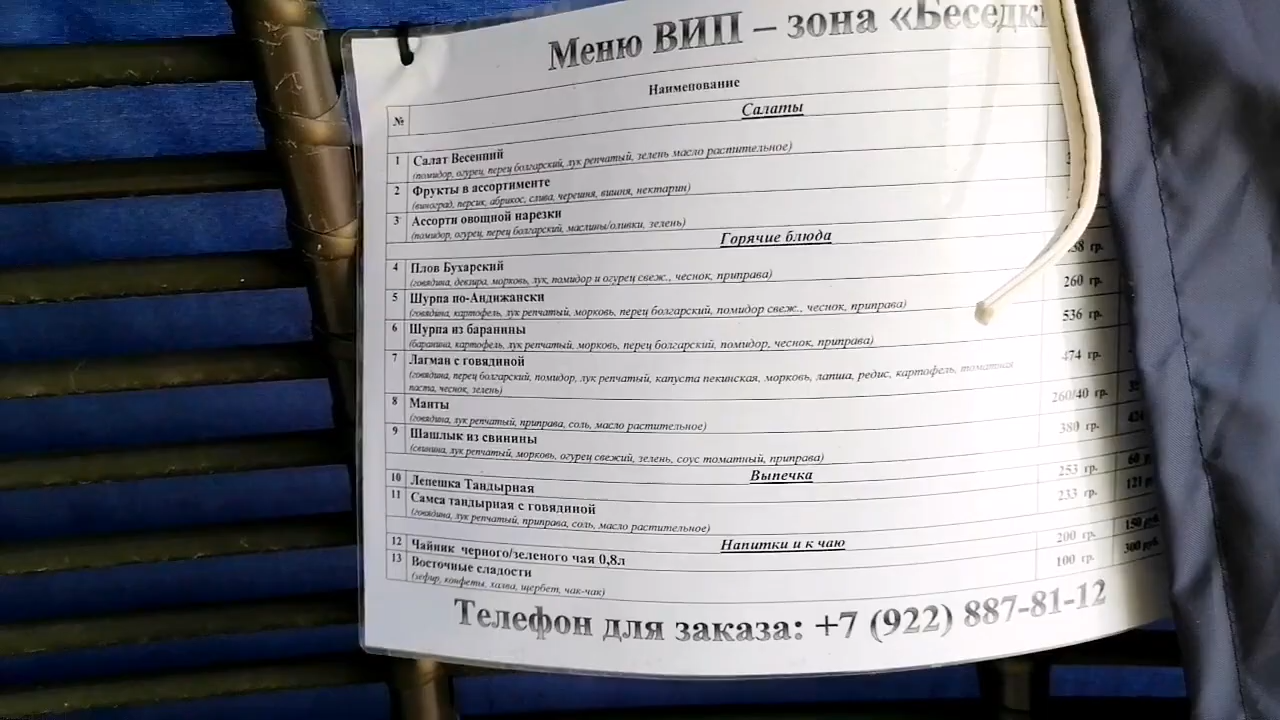 Меню ВИП – зона «Беседк
№ Наименование
Салаты
1 Салат Весенний
(помидор, огурец, перец болгарский, лук репчатый, зелень масло растительное)
2 Фрукты в ассортименте
(виноград, персик, абрикос, слива, черешня, вишня, нектарин)
3 Ассорти овощной нарезки
(помидор, огурец, перец болгарский, маслины/оливки, зелень)
Горячие блюда
4 Плов Бухарский
(говядина, девзира, морковь, лук, помидор и огурец свеж., чеснок, приправа)
5 Шурпа по-Андижански 260 гр.
(говядина, картофель, лук репчатый, морковь, перец болгарский, помидор свеж., чеснок, приправа)
6 Шурпа из баранины 536 гр.
(баранина, картофель, лук репчатый, морковь, перец болгарский, помидор, чеснок, приправа)
7 Лагман с говядиной 474 гр.
(говядина, перец болгарский, помидор, лук репчатый, капуста пекинская, морковь, лапша, редис, картофель, томатная
паста, чеснок, зелень)
8 Манты 260/40 гр.
(говядина, лук репчатый, приправа, соль, масло растительное)
9 Шашлык из свинины 380 гр.
(свинина, лук репчатый, морковь, огурец свежий, зелень, соус томатный, приправа)
Выпечка
10 Лепешка Тандырная 253 гр. 60 р
11 Самса тандырная с говядиной 233 гр. 121 р
(говядина, лук репчатый, приправа, соль, масло растительное)
Напитки и к чаю
12 Чайник черного/зеленого чая 0,8л 200 гр. 150 руб.
13 Восточные сладости 100 гр. 300 руб.
(зефир, конфеты, халва, щербет, чак-чак)
Телефон для заказа: +7 (922) 887-81-12